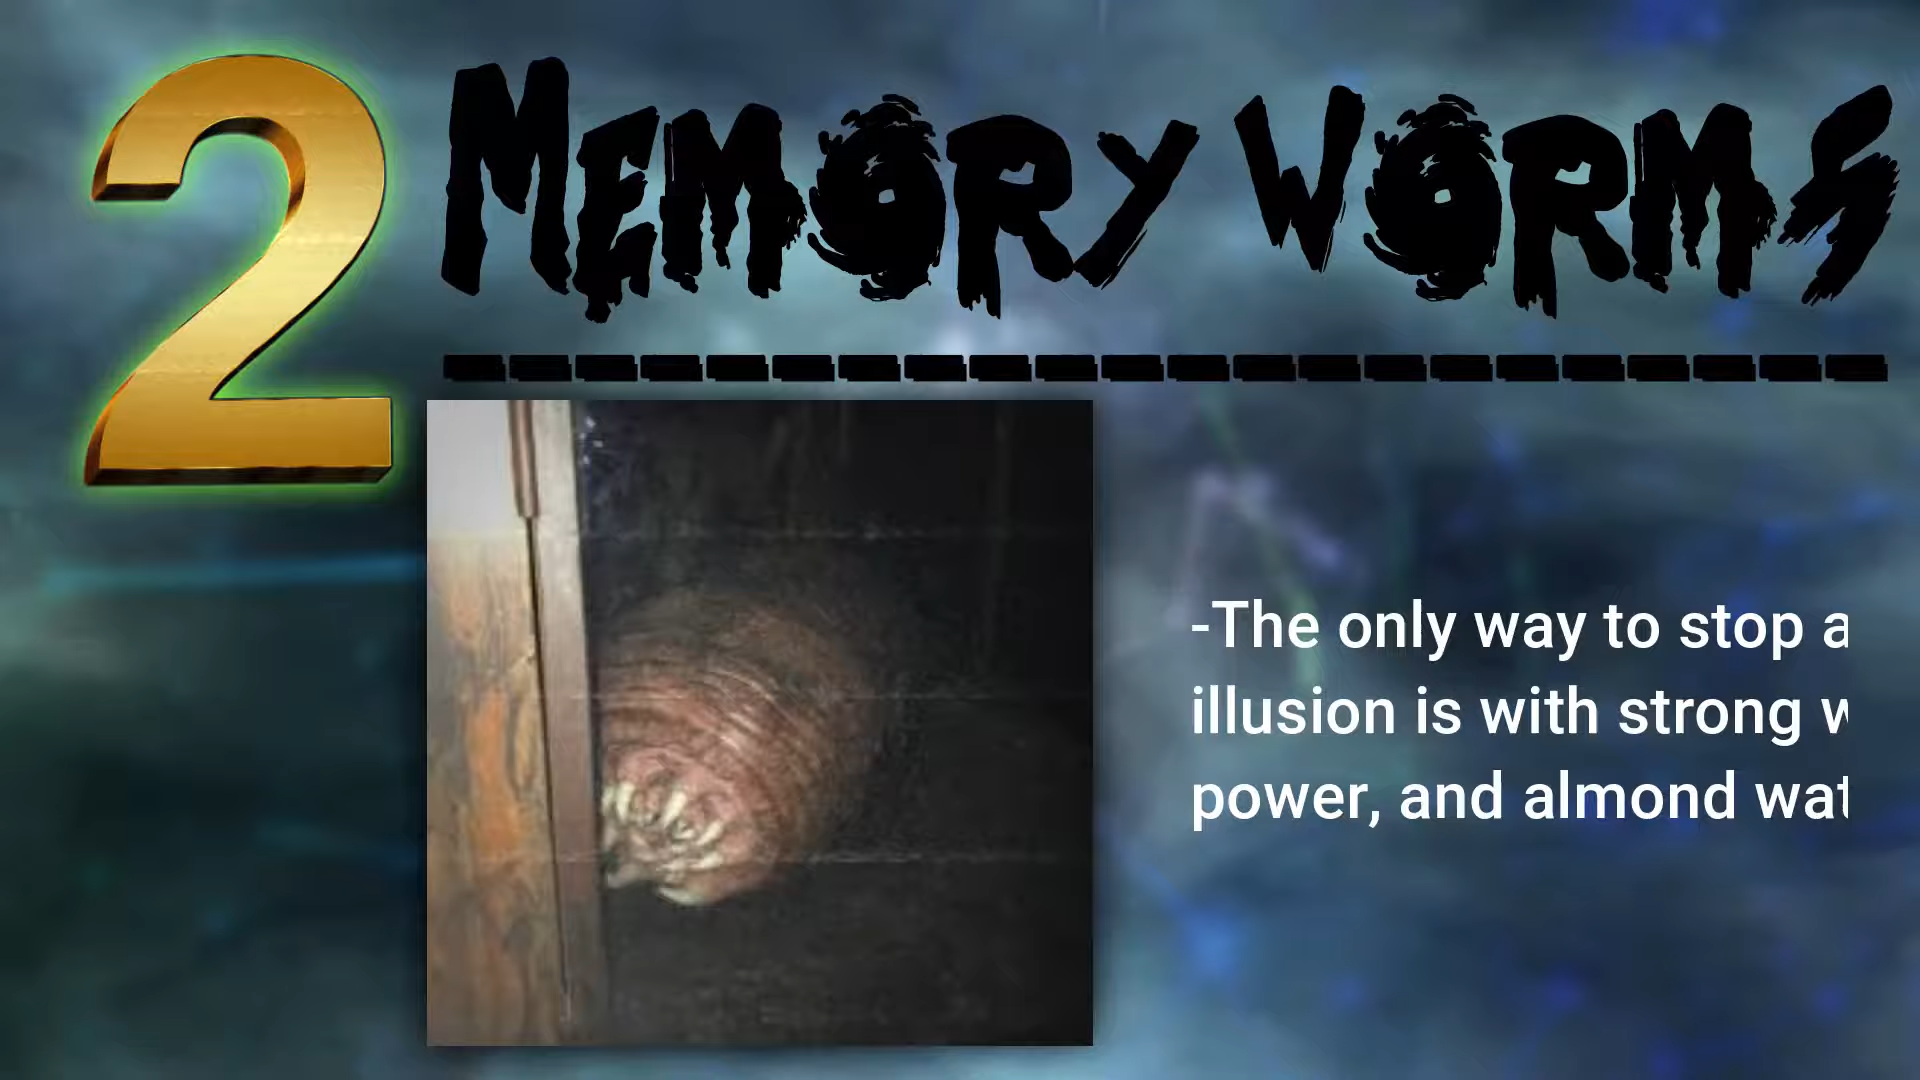 2
Memory Worms
-The only way to stop a
illusion is with strong
power, and almond